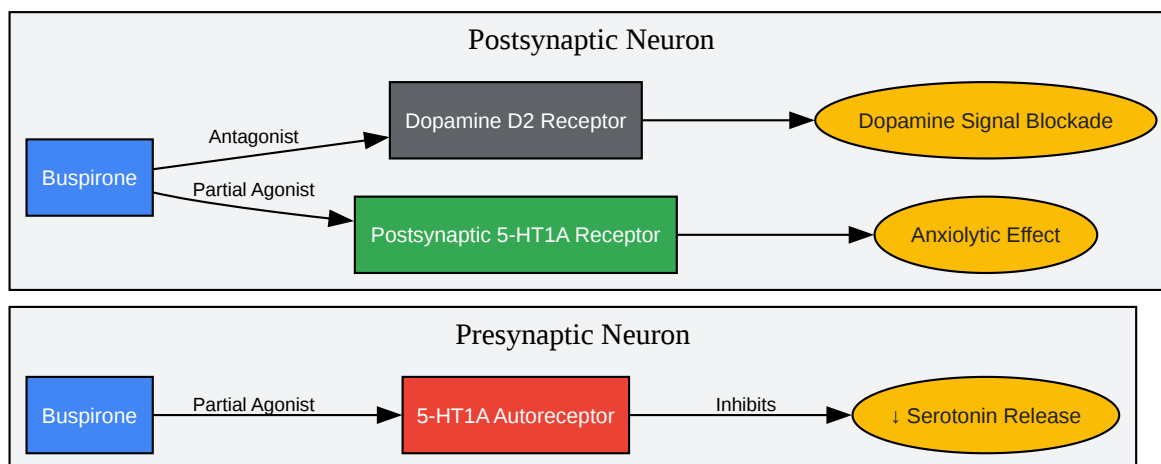 Postsynaptic Neuron
Dopamine D2 Receptor
Dopamine Signal Blockade
Antagonist
Buspirone
Partial Agonist
Postsynaptic 5-HT1A Receptor
Anxiolytic Effect
Presynaptic Neuron
Buspirone
Partial Agonist
5-HT1A Autoreceptor
Inhibits
↓ Serotonin Release